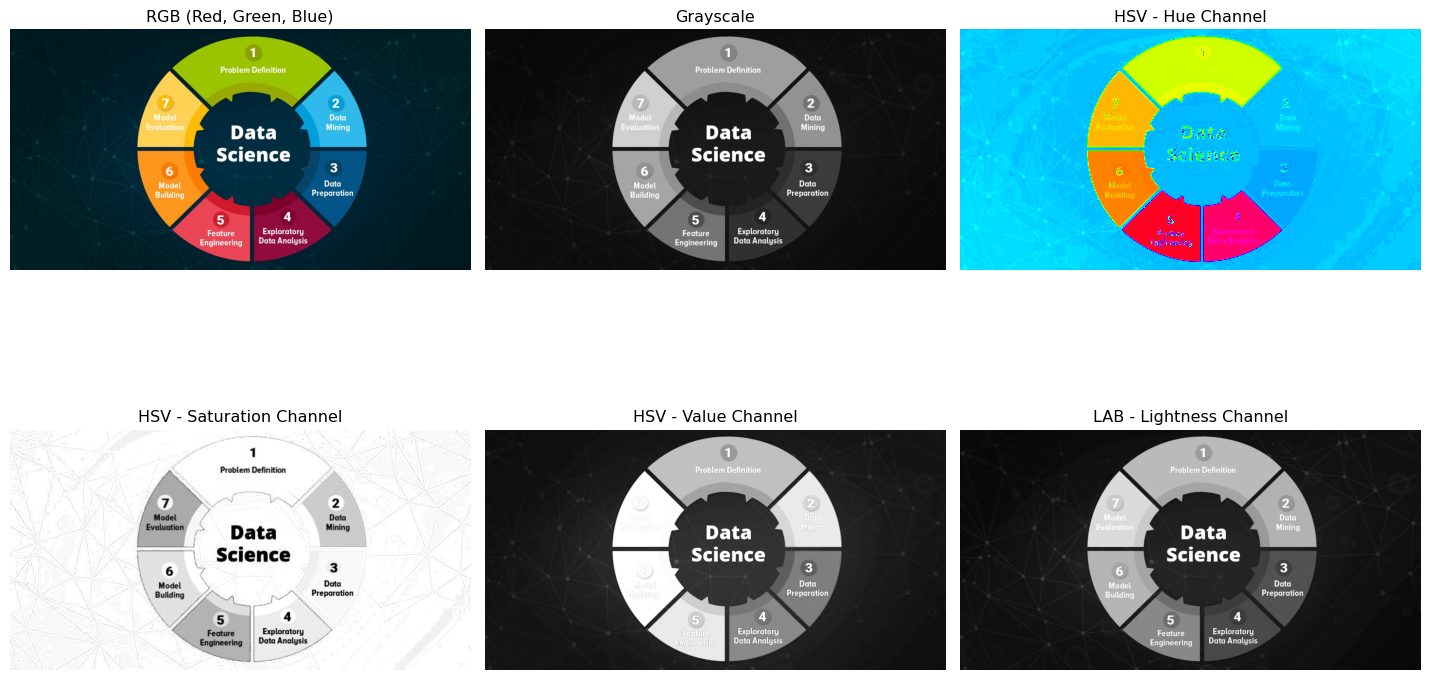 RGB (Red, Green, Blue)
1
Problem Definition
2
Data
Mining
3
Data
Preparation
4
Exploratory
Data Analysis
5
Feature
Engineering
6
Model
Building
7
Model
Evaluation
Data
Science
Grayscale
1
Problem Definition
2
Data
Mining
3
Data
Preparation
4
Exploratory
Data Analysis
5
Feature
Engineering
6
Model
Building
7
Model
Evaluation
Data
Science
HSV - Hue Channel
1
2
Data
Mining
3
Data
Preparation
4
Exploratory
Data Analysis
5
Feature
Engineering
6
Model
Building
7
Model
Evaluation
Data
Science
HSV - Saturation Channel
1
Problem Definition
2
Data
Mining
3
Data
Preparation
4
Exploratory
Data Analysis
5
Feature
Engineering
6
Model
Building
7
Model
Evaluation
Data
Science
HSV - Value Channel
1
Problem Definition
2
Data
Mining
3
Data
Preparation
4
Exploratory
Data Analysis
5
Feature
Engineering
6
Model
Building
7
Data
Science
LAB - Lightness Channel
1
Problem Definition
2
Data
Mining
3
Data
Preparation
4
Exploratory
Data Analysis
5
Feature
Engineering
6
Model
Building
7
Model
Evaluation
Data
Science